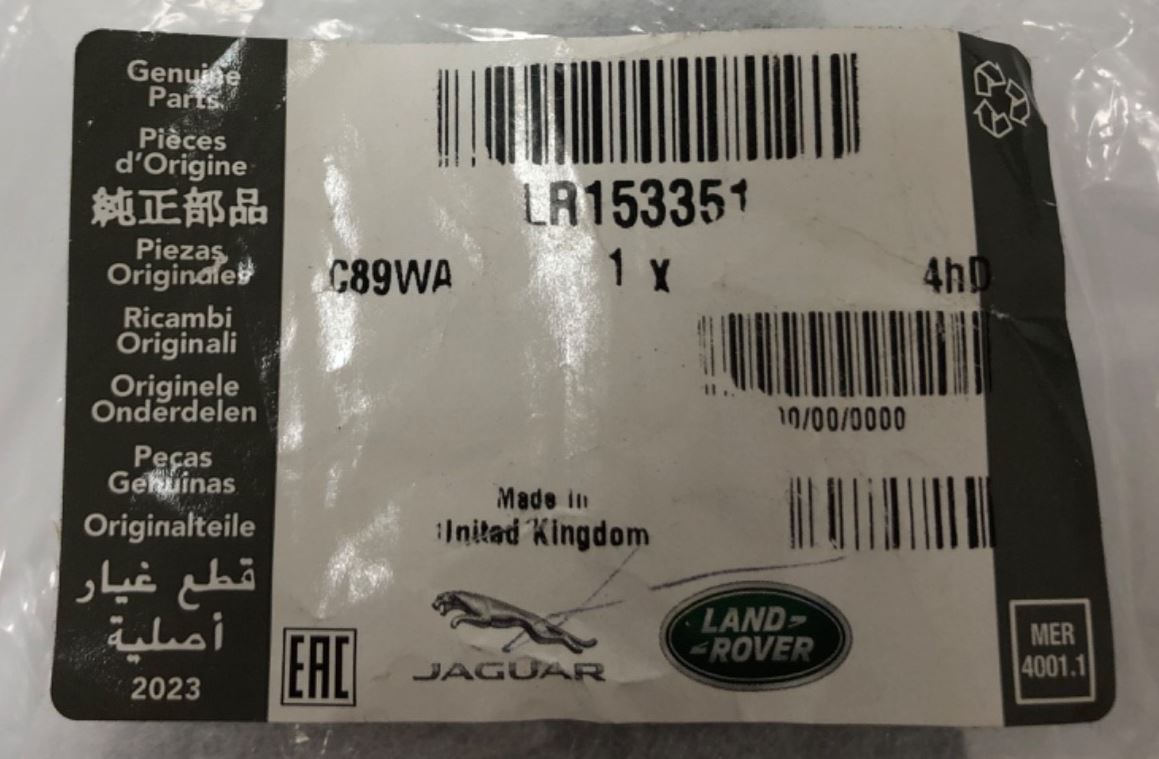 Genuine
Parts
Pièces
d'Origine
純正部品
Piezas
Originales
Ricambi
Originali
Originele
Onderdelen
Peças
Genuinas
Originalteile
قطع غيار
أصلية
2023
LR153351
C89WA 1 x 4hD
00/00/0000
Made in
United Kingdom
EAC
JAGUAR
LAND-
-ROVER
MER
4001.1